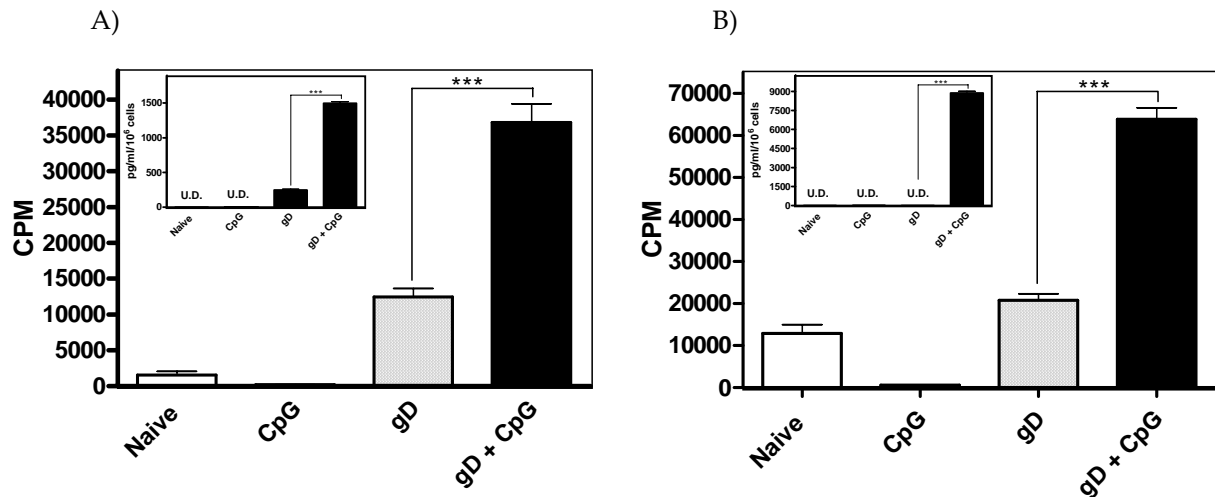 A)
40000
35000
30000
25000
20000
15000
10000
5000
0
CPM
Naive
CpG
gD
gD + CpG
***
1500
1000
500
0
pg/ml/10⁶ cells
U.D.
U.D.
***
Naive
CpG
gD
gD + CpG
B)
70000
60000
50000
40000
30000
20000
10000
0
CPM
Naive
CpG
gD
gD + CpG
***
9000
7500
6000
4500
3000
1500
0
pg/ml/10⁶ cells
U.D.
U.D.
U.D.
***
Naive
CpG
gD
gD + CpG